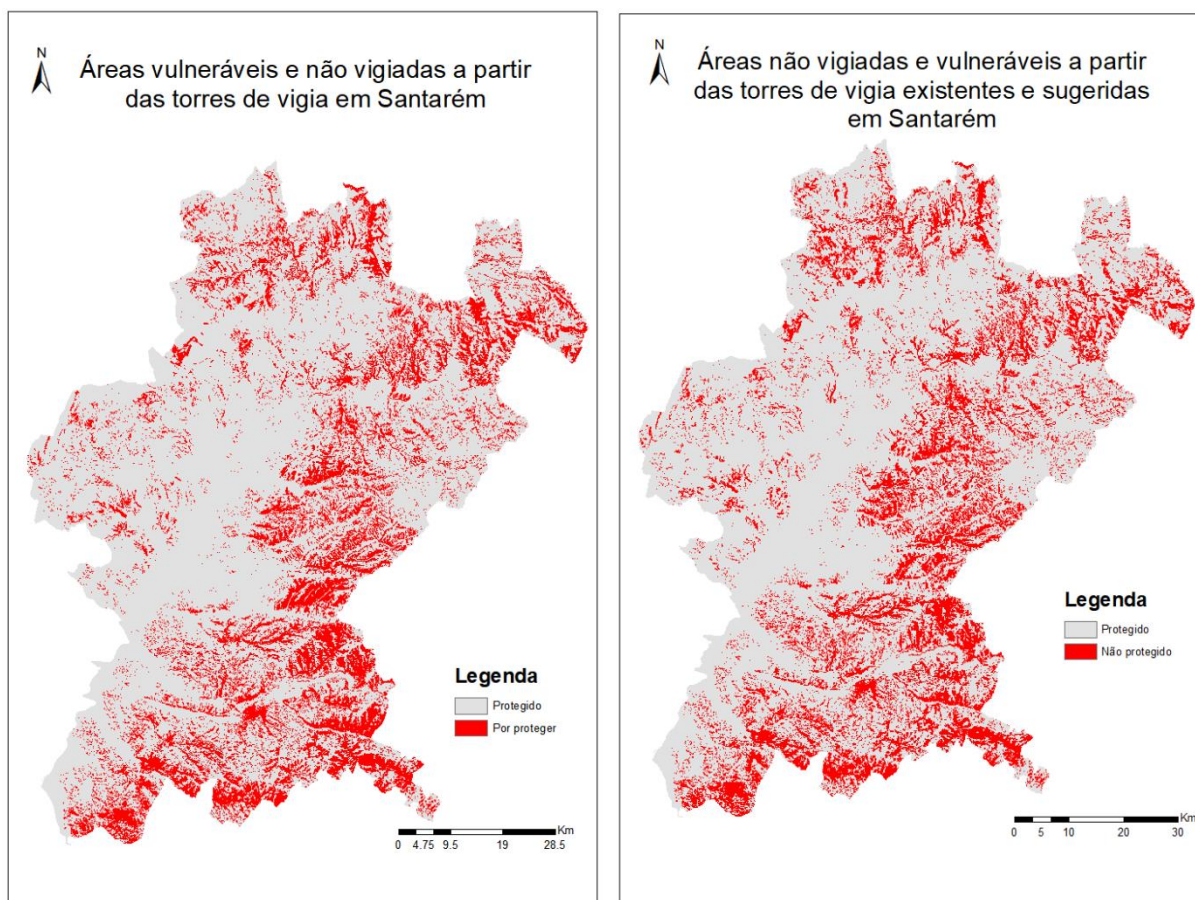 N
Áreas vulneráveis e não vigiadas a partir
das torres de vigia em Santarém
Legenda
Protegido
Por proteger
Km
0 4.75 9.5 19 28.5
N
Áreas não vigiadas e vulneráveis a partir
das torres de vigia existentes e sugeridas
em Santarém
Legenda
Protegido
Não protegido
Km
0 5 10 20 30